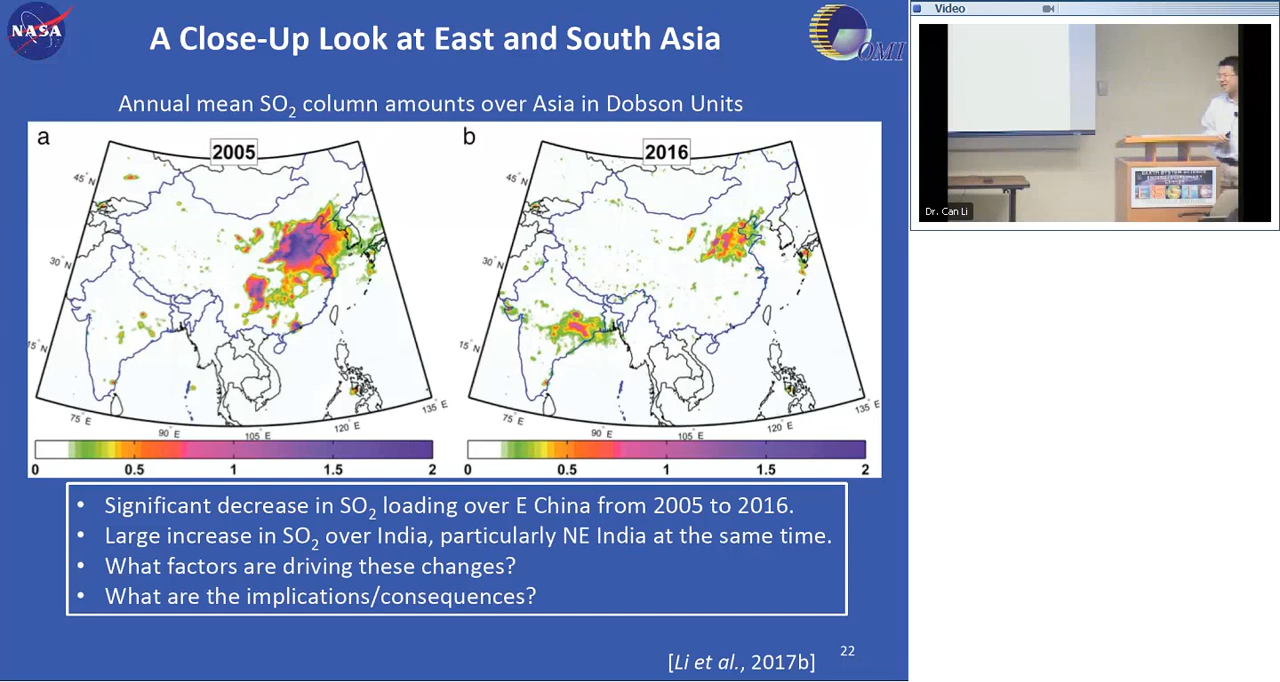 NASA
A Close-Up Look at East and South Asia
OMI
Annual mean SO2 column amounts over Asia in Dobson Units
a
2005
45° N
30° N
15° N
75° E
90° E
105° E
120° E
135° E
0 0.5 1 1.5 2
b
2016
45° N
30° N
15° N
75° E
90° E
105° E
120° E
135° E
0 0.5 1 1.5 2
• Significant decrease in SO2 loading over E China from 2005 to 2016.
• Large increase in SO2 over India, particularly NE India at the same time.
• What factors are driving these changes?
• What are the implications/consequences?
[Li et al., 2017b]
22
Video
Dr. Can Li